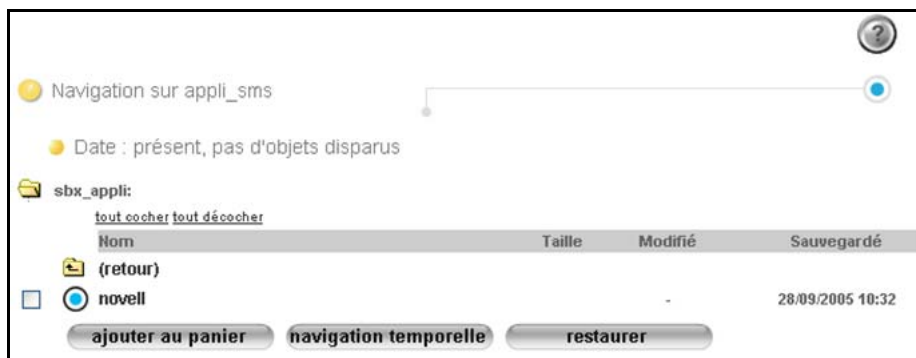 ?
Navigation sur appli_sms
Date : présent, pas d'objets disparus
sbx_appli:
tout cocher tout décocher
Nom Taille Modifié Sauvegardé
(retour)
novell - 28/09/2005 10:32
ajouter au panier navigation temporelle restaurer